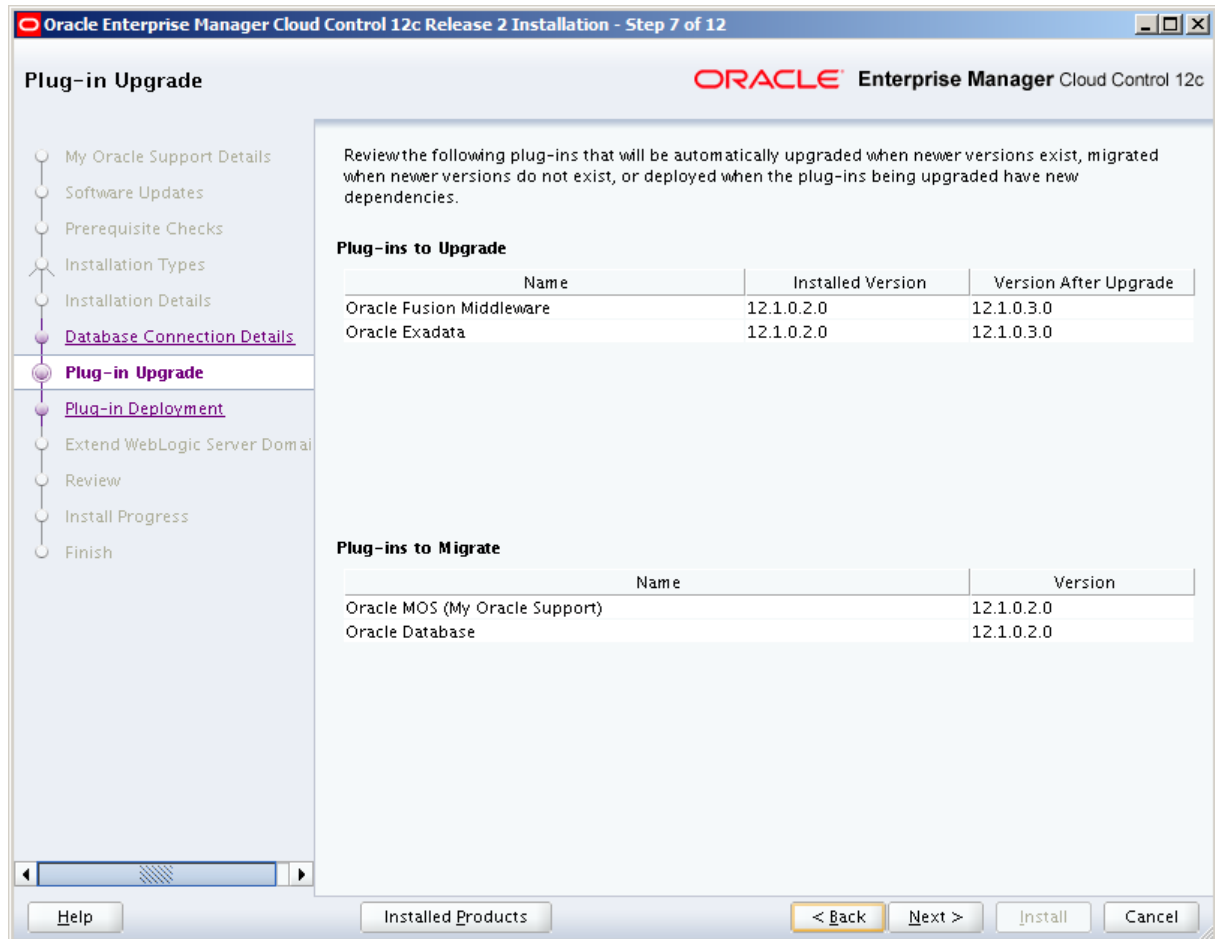 Oracle Enterprise Manager Cloud Control 12c Release 2 Installation - Step 7 of 12
Plug-in Upgrade
ORACLE Enterprise Manager Cloud Control 12c
My Oracle Support Details
Software Updates
Prerequisite Checks
Installation Types
Installation Details
Database Connection Details
Plug-in Upgrade
Plug-in Deployment
Extend WebLogic Server Domai
Review
Install Progress
Finish
Review the following plug-ins that will be automatically upgraded when newer versions exist, migrated
when newer versions do not exist, or deployed when the plug-ins being upgraded have new
dependencies.
Plug-ins to Upgrade
Name Installed Version Version After Upgrade
Oracle Fusion Middleware 12.1.0.2.0 12.1.0.3.0
Oracle Exadata 12.1.0.2.0 12.1.0.3.0
Plug-ins to Migrate
Name Version
Oracle MOS (My Oracle Support) 12.1.0.2.0
Oracle Database 12.1.0.2.0
Help Installed Products < Back Next > Install Cancel